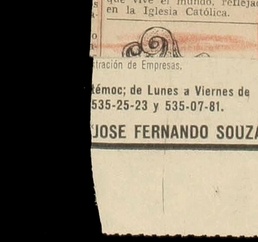 que vive el mundo, reflejado
en la Iglesia Católica.
tración de Empresas.
témoc; de Lunes a Viernes de
535-25-23 y 535-07-81.
JOSE FERNANDO SOUZA